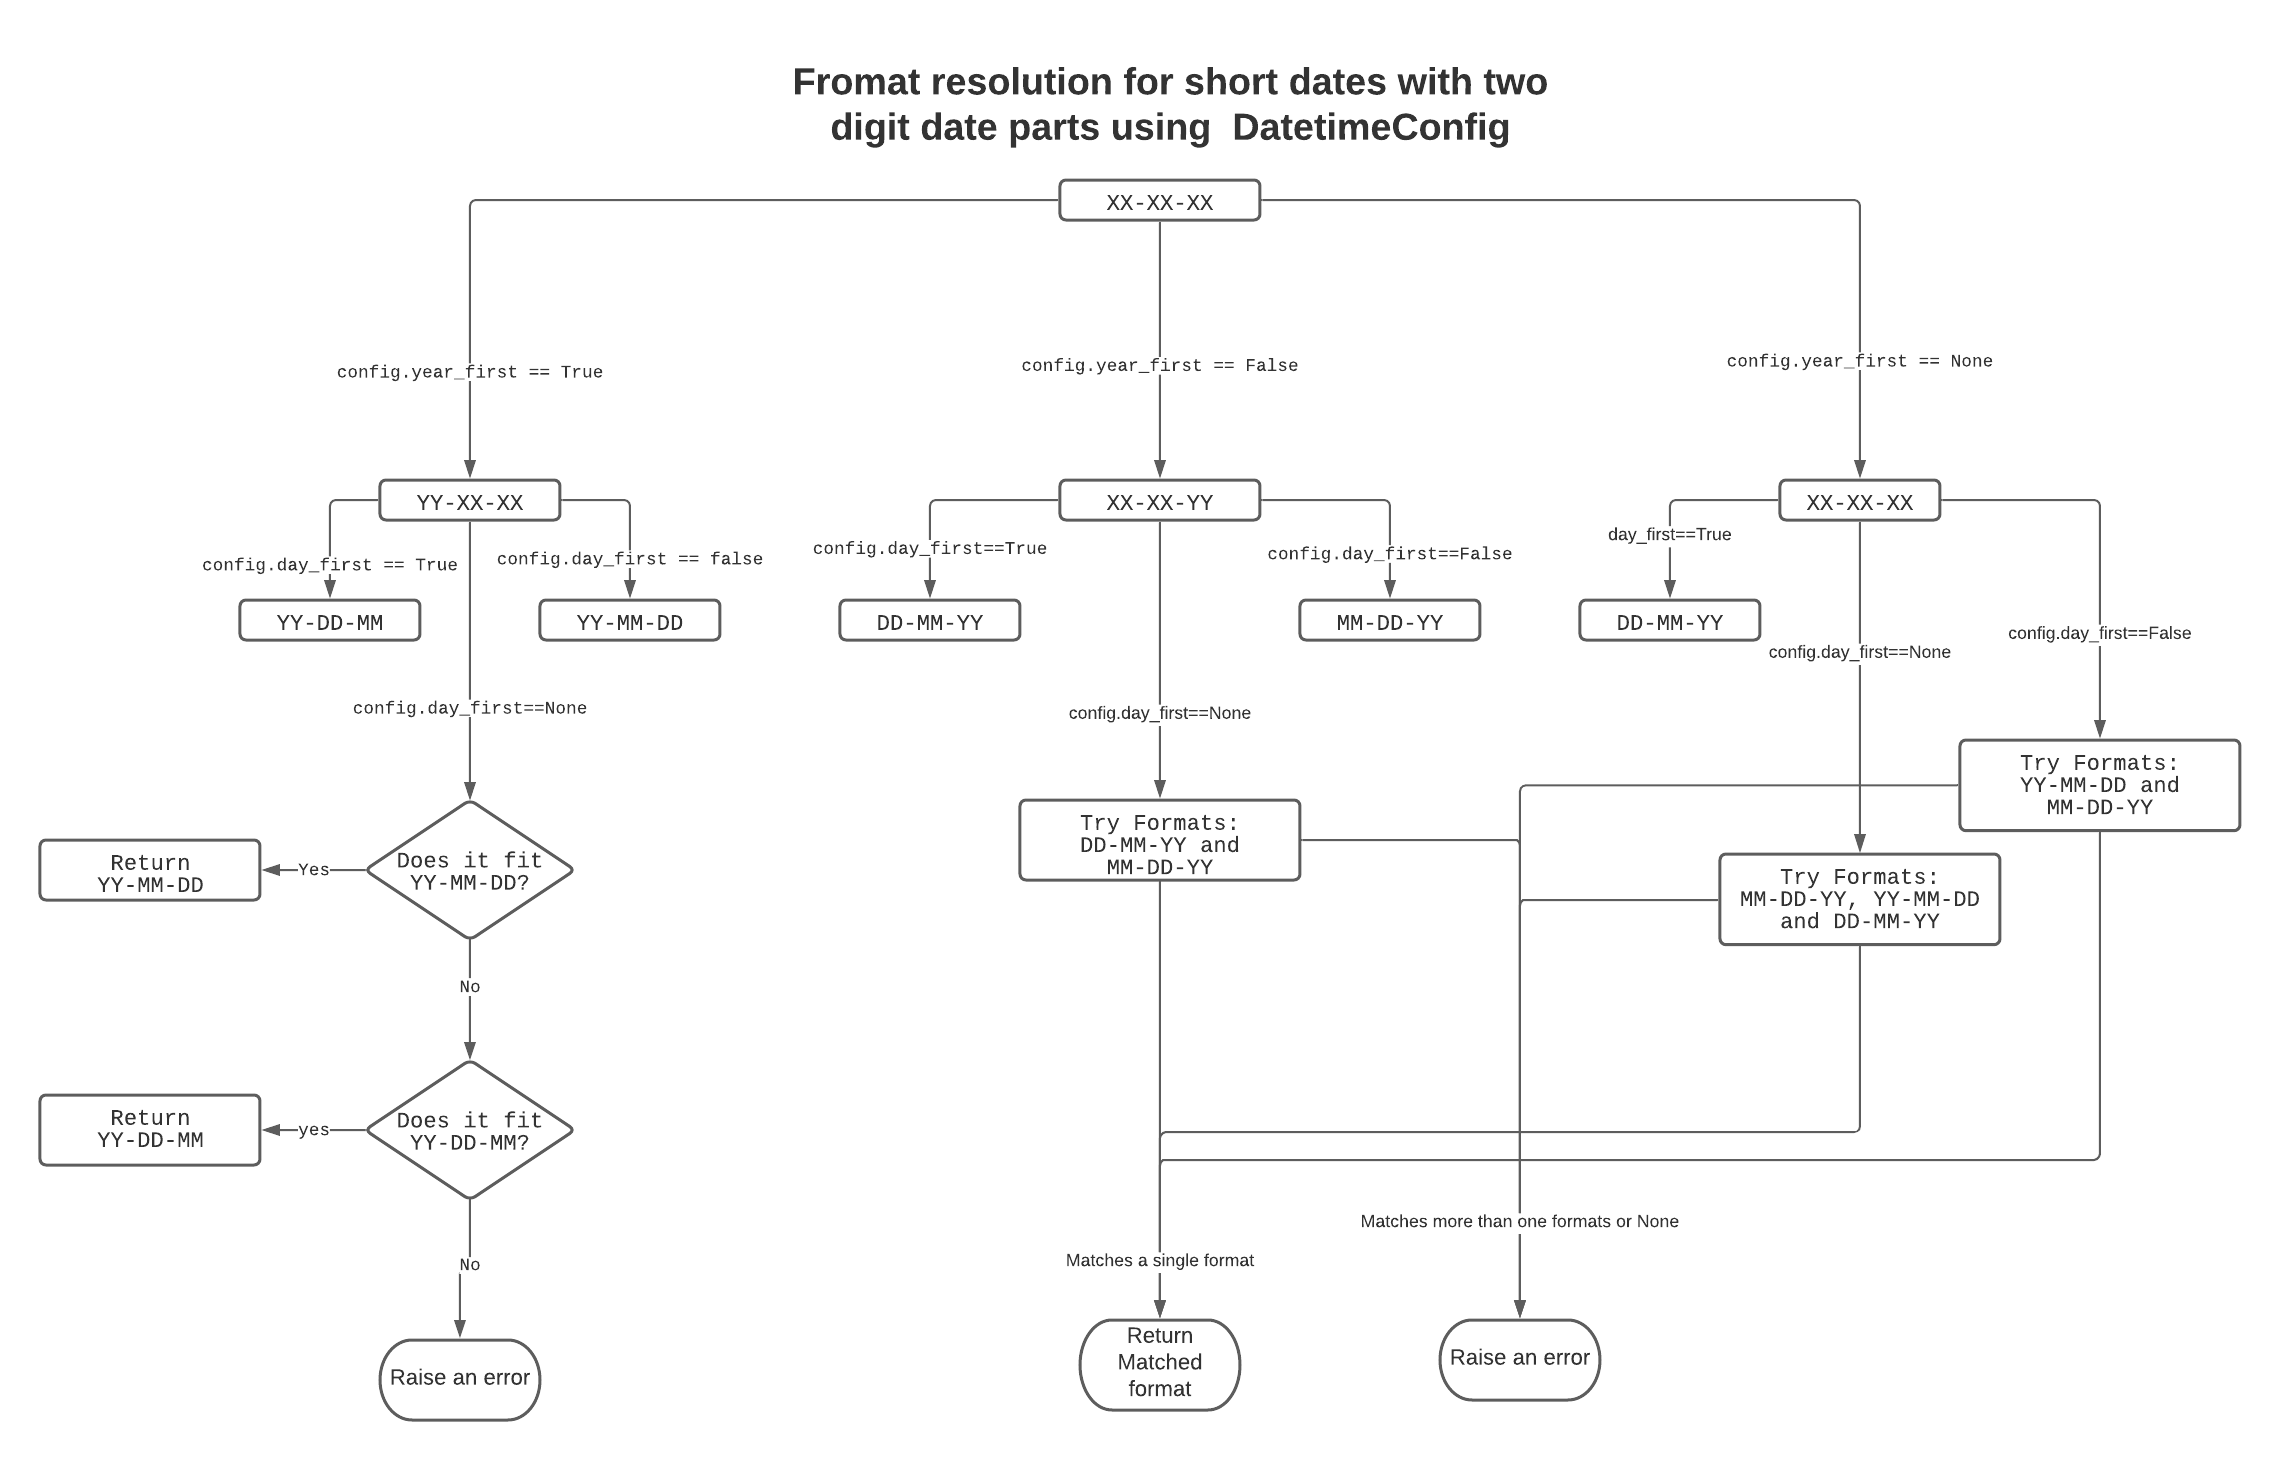 Fromat resolution for short dates with two
digit date parts using  DatetimeConfig
XX-XX-XX
config.year_first == True
config.year_first == False
config.year_first == None
YY-XX-XX
XX-XX-YY
XX-XX-XX
config.day_first == True
config.day_first == false
config.day_first==True
config.day_first==False
day_first==True
YY-DD-MM
YY-MM-DD
DD-MM-YY
MM-DD-YY
DD-MM-YY
config.day_first==None
config.day_first==False
config.day_first==None
config.day_first==None
Try Formats:
YY-MM-DD and
MM-DD-YY
Try Formats:
DD-MM-YY and
MM-DD-YY
Return
YY-MM-DD
Yes
Does it fit
YY-MM-DD?
Try Formats:
MM-DD-YY, YY-MM-DD
and DD-MM-YY
No
Return
YY-DD-MM
yes
Does it fit
YY-DD-MM?
Matches more than one formats or None
No
Matches a single format
Raise an error
Return
Matched
format
Raise an error